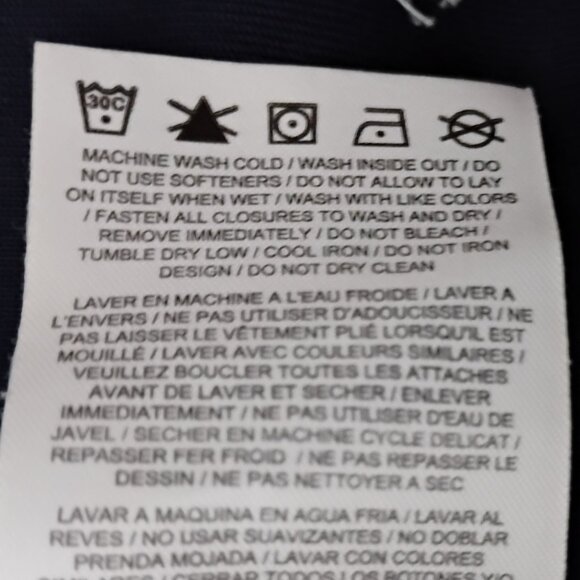 30C
MACHINE WASH COLD / WASH INSIDE OUT / DO
NOT USE SOFTENERS / DO NOT ALLOW TO LAY
ON ITSELF WHEN WET / WASH WITH LIKE COLORS
/ FASTEN ALL CLOSURES TO WASH AND DRY /
REMOVE IMMEDIATELY / DO NOT BLEACH /
TUMBLE DRY LOW / COOL IRON / DO NOT IRON
DESIGN / DO NOT DRY CLEAN
LAVER EN MACHINE A L'EAU FROIDE / LAVER A
L'ENVERS / NE PAS UTILISER D'ADOUCISSEUR / NE
PAS LAISSER LE VÊTEMENT PLIÉ LORSQU'IL EST
MOUILLÉ / LAVER AVEC COULEURS SIMILAIRES /
VEUILLEZ BOUCLER TOUTES LES ATTACHES
AVANT DE LAVER ET SECHER / ENLEVER
IMMEDIATEMENT / NE PAS UTILISER D'EAU DE
JAVEL / SECHER EN MACHINE CYCLE DELICAT /
REPASSER FER FROID / NE PAS REPASSER LE
DESSIN / NE PAS NETTOYER A SEC
LAVAR A MAQUINA EN AGUA FRIA / LAVAR AL
REVES / NO USAR SUAVIZANTES / NO DOBLAR
PRENDA MOJADA / LAVAR CON COLORES
SIMILARES / CERRAR TODOS LOS BOTONES Y/O